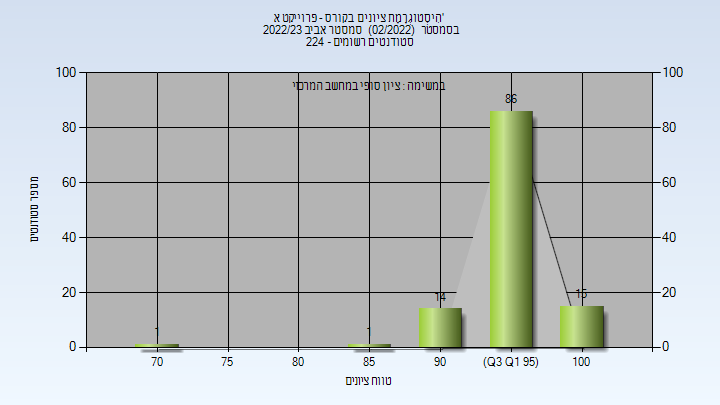 היסטוגרמת ציונים בקורס - פרוייקט א'
בסמסטר (02/2022) סמסטר אביב 2022/23
סטודנטים רשומים - 224
במשימה : ציון סופי במחשב המרכזי
מספר סטודנטים
100 100
80 80
60 60
40 40
20 20
0 0
1 1 14 86 15
70 75 80 85 90 (Q3 Q1 95) 100
טווח ציונים